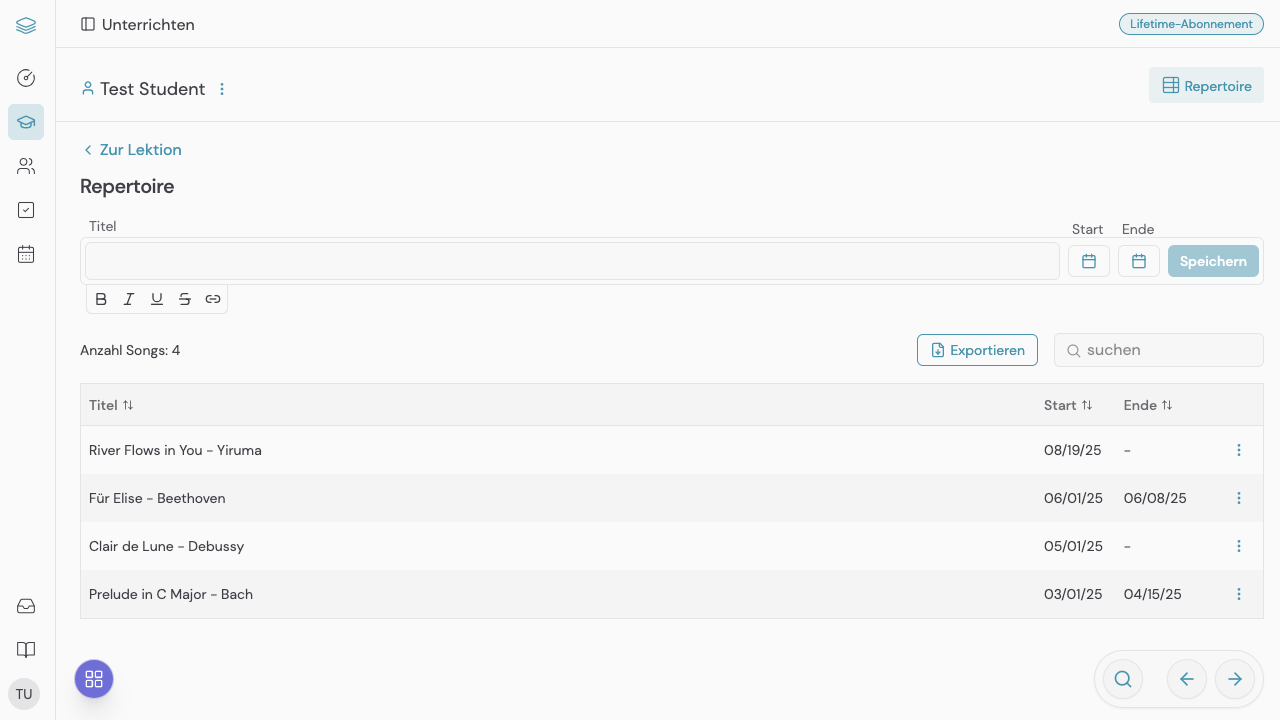 Unterrichten
Lifetime-Abonnement
Test Student
Repertoire
Zur Lektion
Repertoire
Titel
Start
Ende
Speichern
Anzahl Songs: 4
Exportieren
suchen
Titel Start Ende
River Flows in You - Yiruma 08/19/25 -
Für Elise - Beethoven 06/01/25 06/08/25
Clair de Lune - Debussy 05/01/25 -
Prelude in C Major - Bach 03/01/25 04/15/25
TU